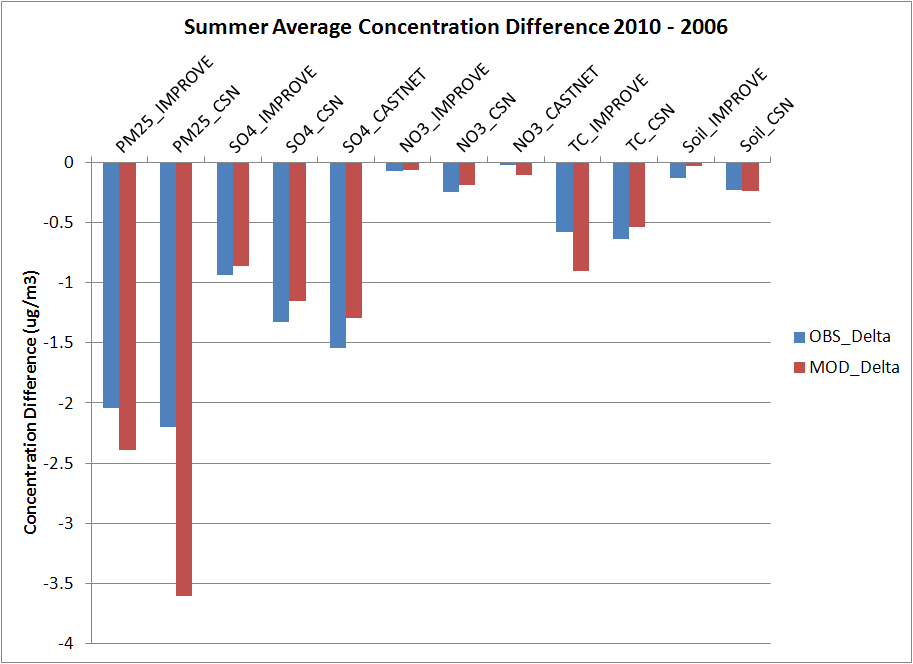 Summer Average Concentration Difference 2010 - 2006
PM25_IMPROVE
PM25_CSN
SO4_IMPROVE
SO4_CSN
SO4_CASTNET
NO3_IMPROVE
NO3_CSN
NO3_CASTNET
TC_IMPROVE
TC_CSN
Soil_IMPROVE
Soil_CSN
0
-0.5
-1
-1.5
-2
-2.5
-3
-3.5
-4
Concentration Difference (ug/m3)
OBS_Delta
MOD_Delta